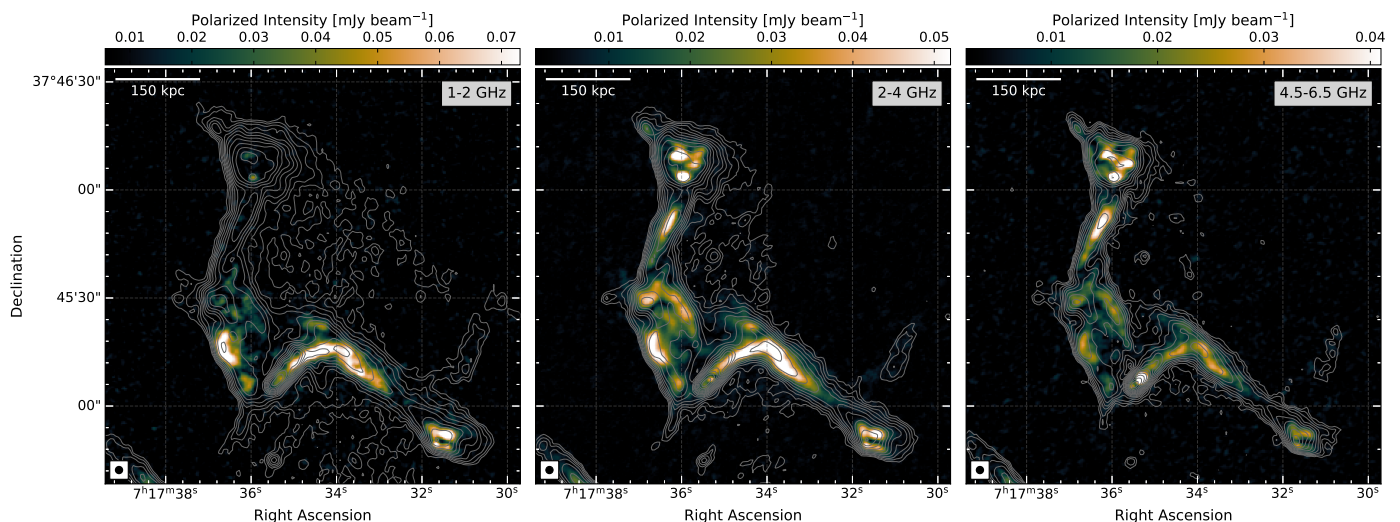 Polarized Intensity [mJy beam⁻¹] Polarized Intensity [mJy beam⁻¹] Polarized Intensity [mJy beam⁻¹]
0.01 0.02 0.03 0.04 0.05 0.06 0.07 0.01 0.02 0.03 0.04 0.05 0.01 0.02 0.03 0.04
37°46'30"
150 kpc 1-2 GHz 150 kpc 2-4 GHz 150 kpc 4.5-6.5 GHz
00"
Declination
45'30"
00"
7ʰ17ᵐ38ˢ 36ˢ 34ˢ 32ˢ 30ˢ 7ʰ17ᵐ38ˢ 36ˢ 34ˢ 32ˢ 30ˢ 7ʰ17ᵐ38ˢ 36ˢ 34ˢ 32ˢ 30ˢ
Right Ascension Right Ascension Right Ascension